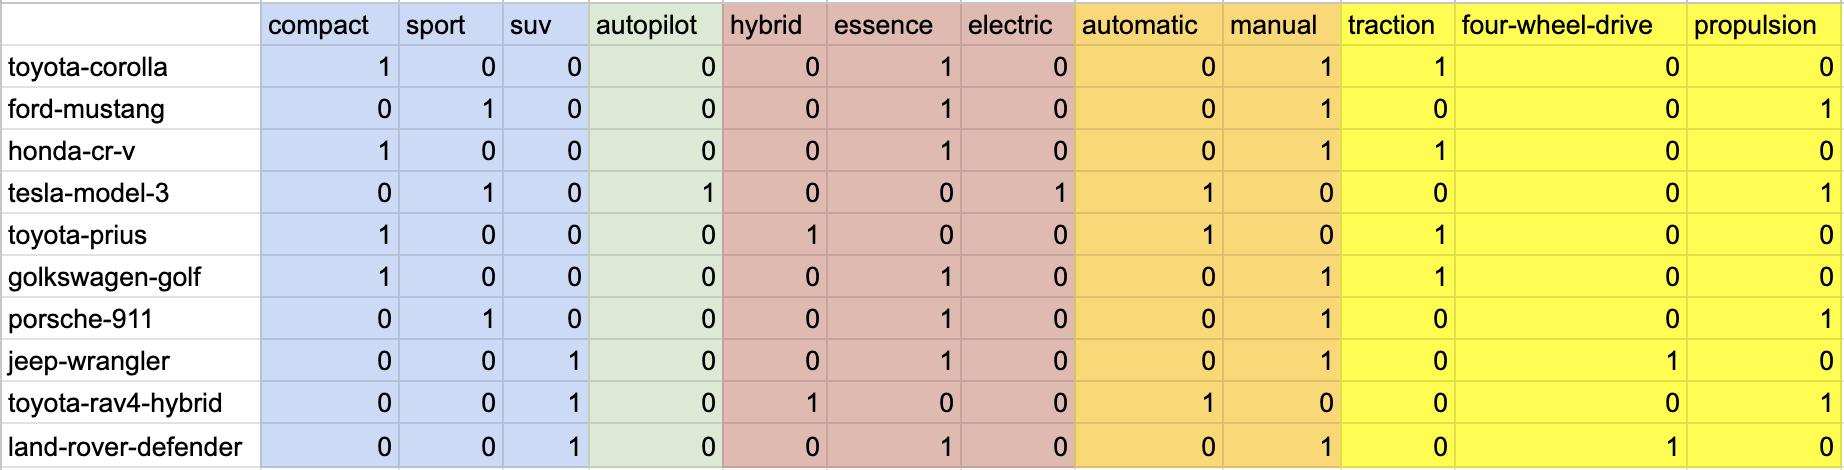 compact sport suv autopilot hybrid essence electric automatic manual traction four-wheel-drive propulsion
toyota-corolla 1 0 0 0 0 1 0 0 1 1 0 0
ford-mustang 0 1 0 0 0 1 0 0 1 0 0 1
honda-cr-v 1 0 0 0 0 1 0 0 1 1 0 0
tesla-model-3 0 1 0 1 0 0 1 1 0 0 0 1
toyota-prius 1 0 0 0 1 0 0 1 0 1 0 0
golkswagen-golf 1 0 0 0 0 1 0 0 1 1 0 0
porsche-911 0 1 0 0 0 1 0 0 1 0 0 1
jeep-wrangler 0 0 1 0 0 1 0 0 1 0 1 0
toyota-rav4-hybrid 0 0 1 0 1 0 0 1 0 0 0 1
land-rover-defender 0 0 1 0 0 1 0 0 1 0 1 0